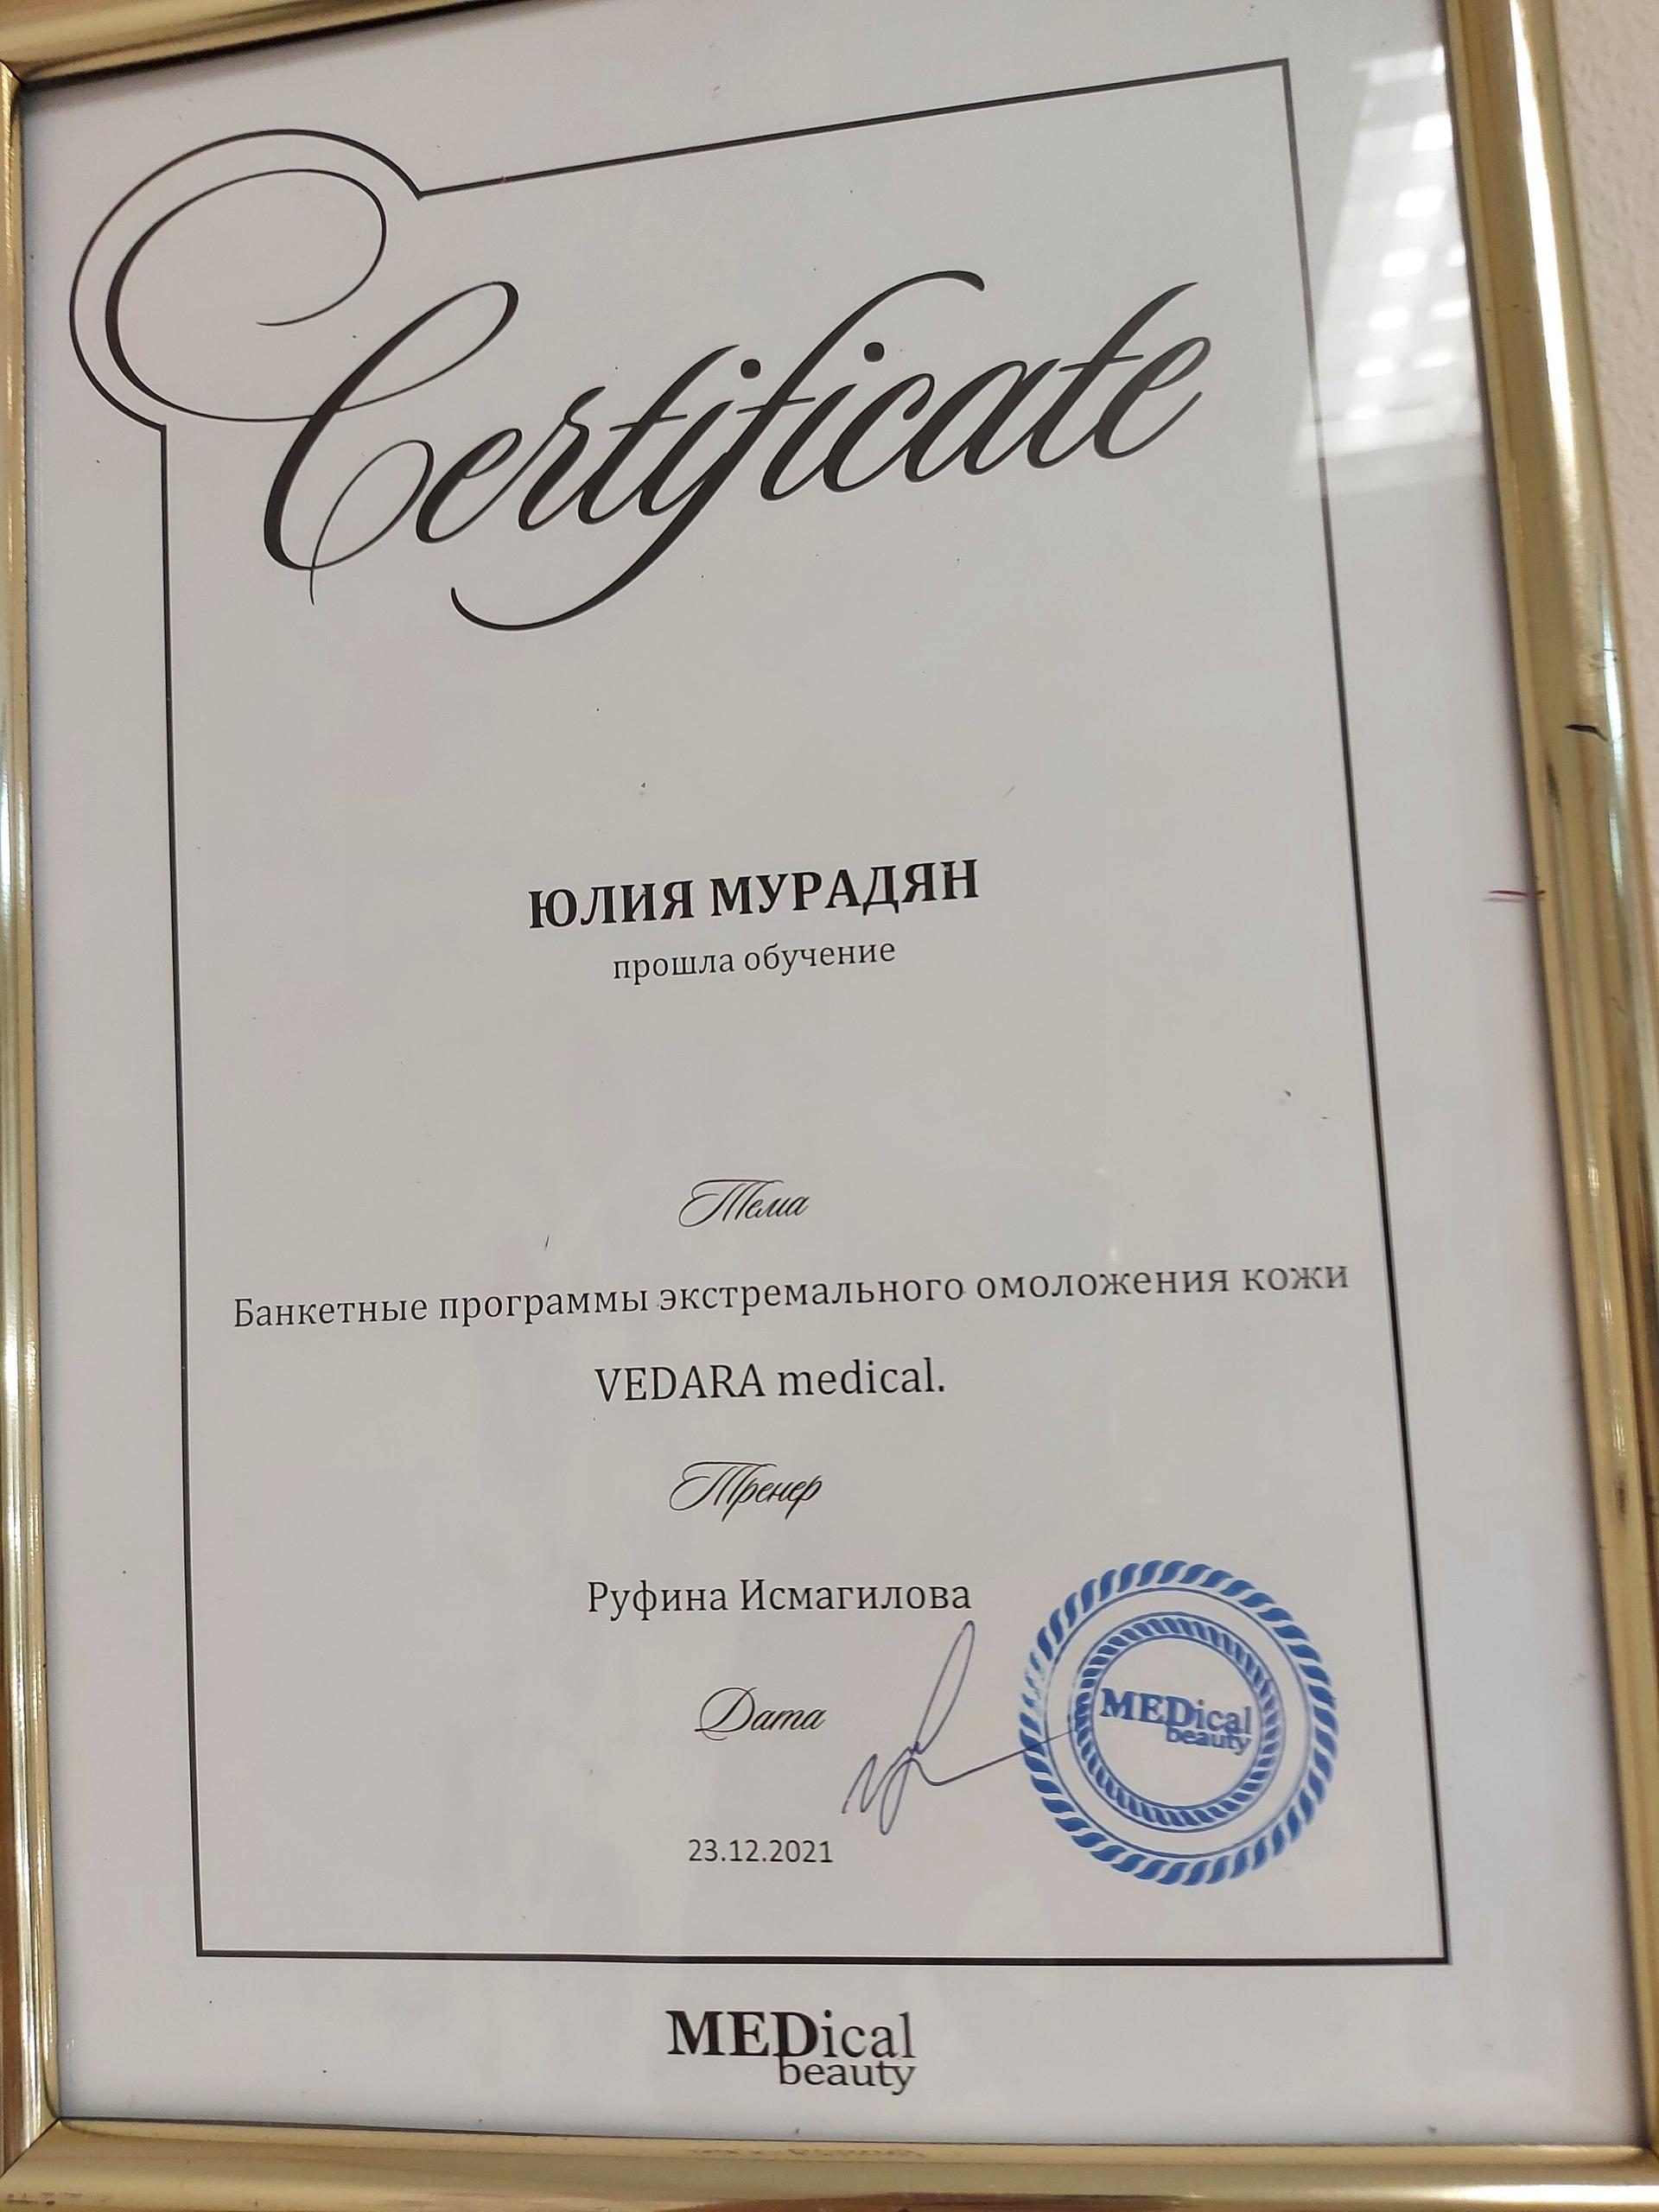 Certificate
ЮЛИЯ МУРАДЯН
прошла обучение
Тема
Банкетные программы экстремального омоложения кожи
VEDARA medical.
Тренер
Руфина Исмагилова
Дата
23.12.2021
MEDical
beauty
MEDical
beauty